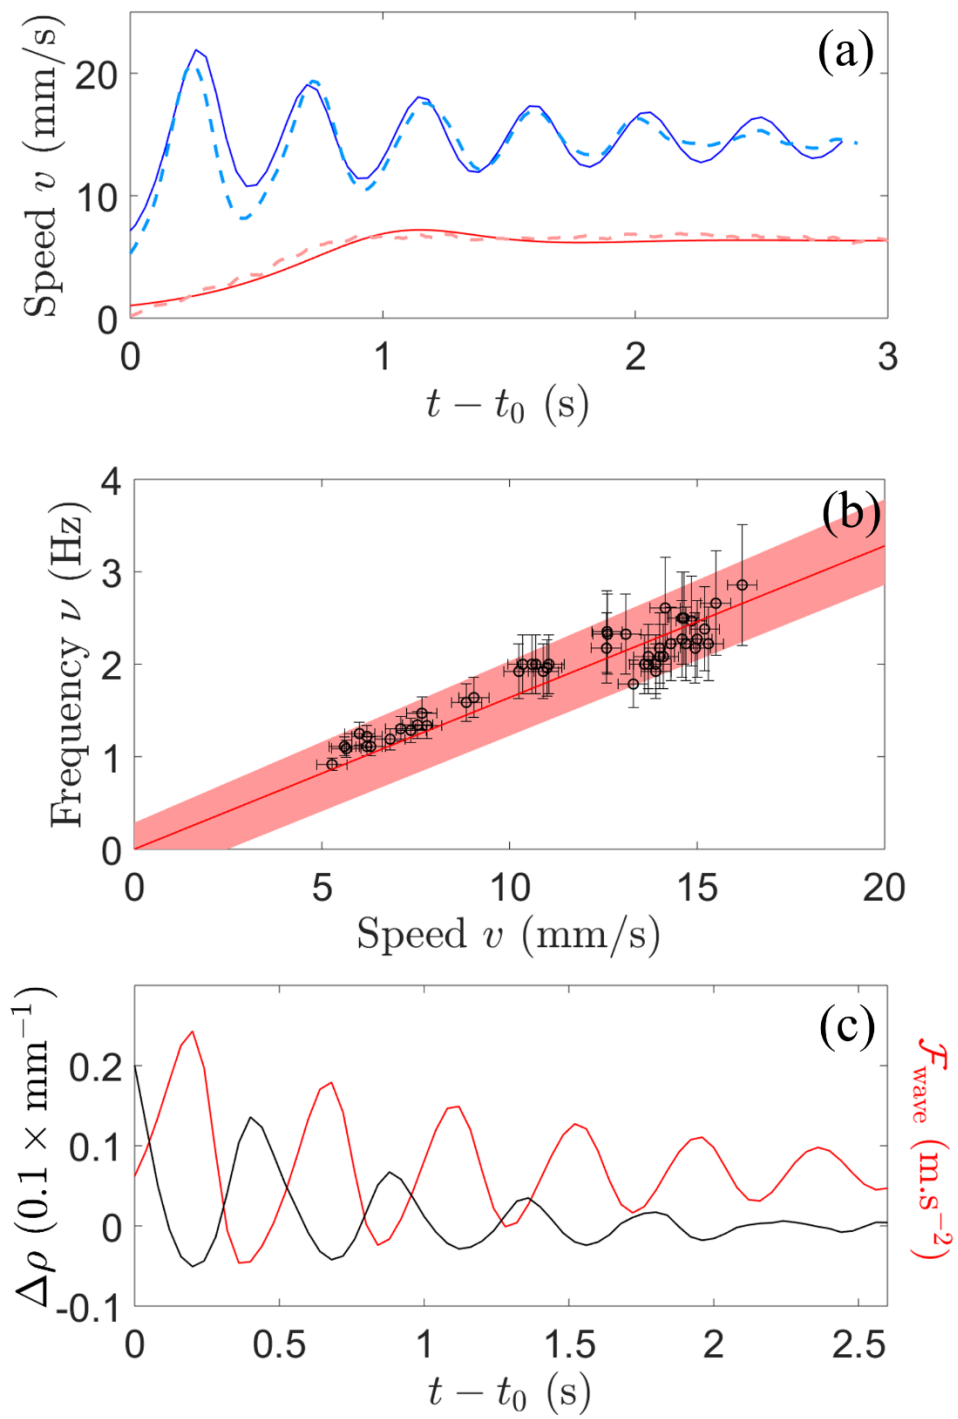 (a)
Speed v (mm/s)
20
10
0
0 1 2 3
t − t₀ (s)
(b)
Frequency ν (Hz)
4
3
2
1
0
0 5 10 15 20
Speed v (mm/s)
(c)
Δρ (0.1 × mm⁻¹)
0.2
0.1
0
-0.1
0 0.5 1 1.5 2 2.5
t − t₀ (s)
ℱwave (m.s⁻²)